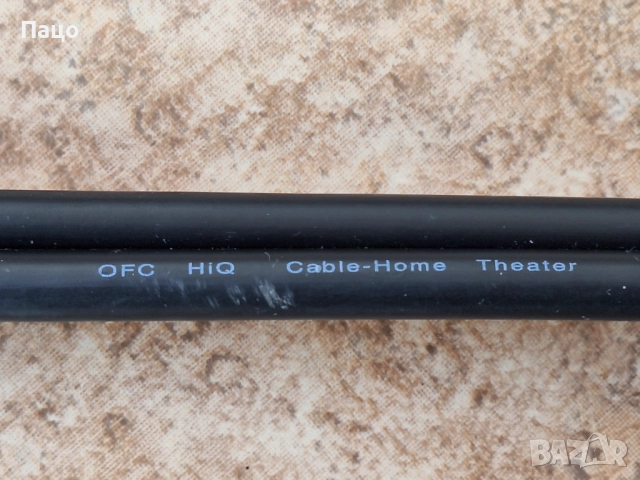 Пацо
OFC HiQ Cable-Home Theater
BAZAR